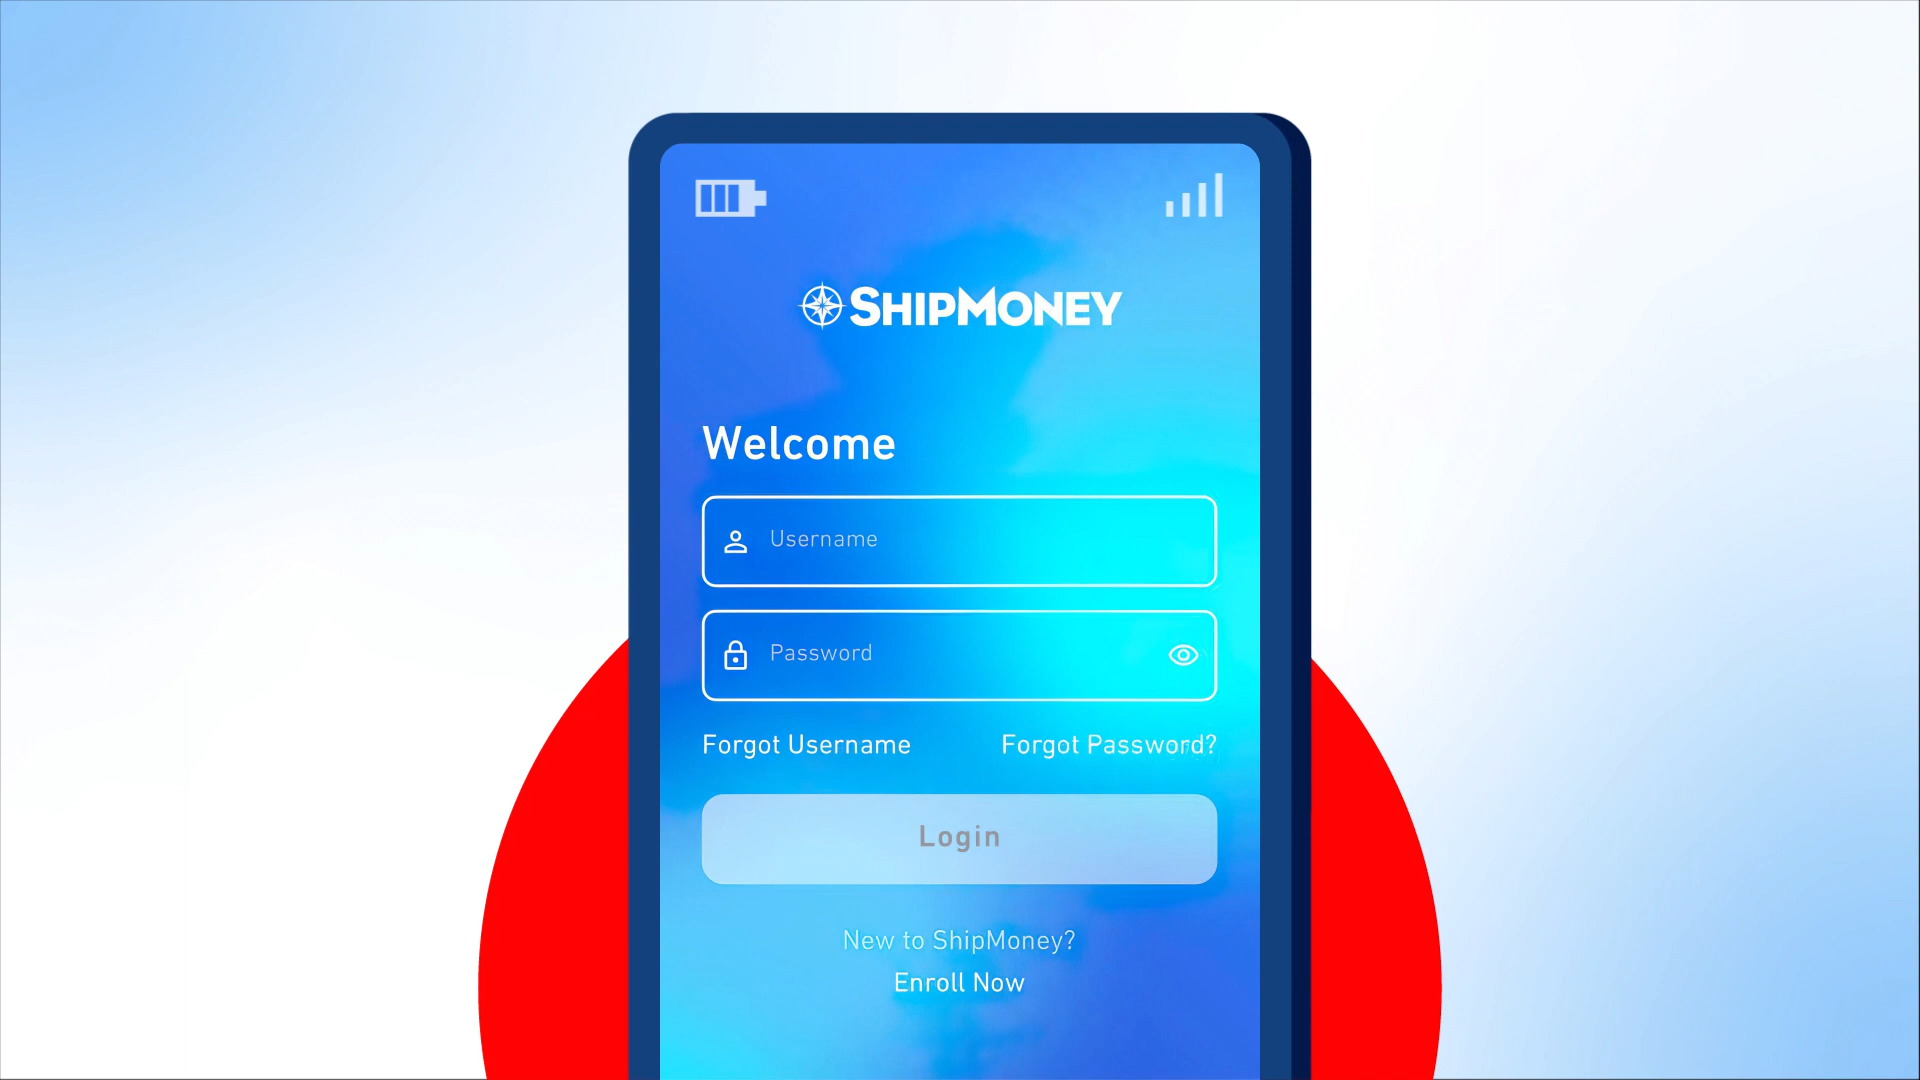 SHIPMONEY
Welcome
Username
Password
Forgot Username
Forgot Password?
Login
New to ShipMoney?
Enroll Now